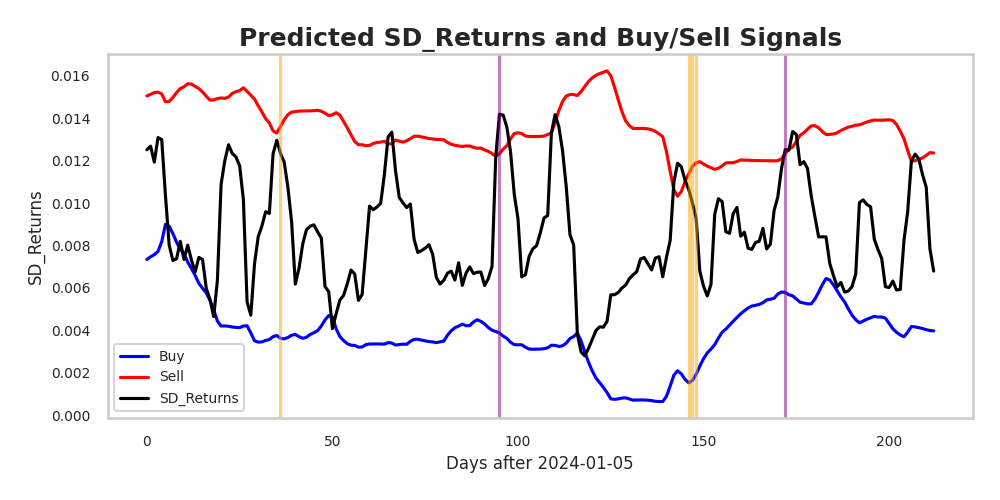 Predicted SD_Returns and Buy/Sell Signals
0.016
0.014
0.012
0.010
0.008
0.006
0.004
0.002
0.000
SD_Returns
Buy
Sell
SD_Returns
0
50
100
150
200
Days after 2024-01-05